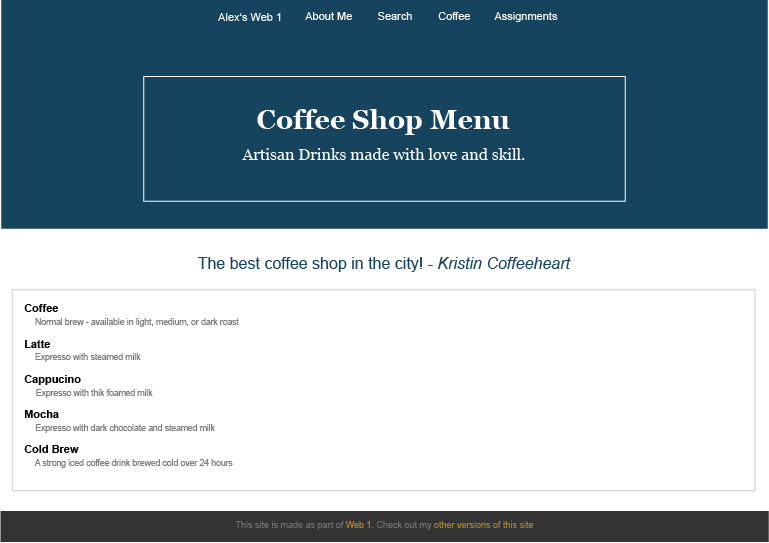 Alex's Web 1 About Me Search Coffee Assignments
Coffee Shop Menu
Artisan Drinks made with love and skill.
The best coffee shop in the city! - Kristin Coffeeheart
Coffee
Normal brew - available in light, medium, or dark roast
Latte
Expresso with steamed milk
Cappucino
Expresso with thik foamed milk
Mocha
Expresso with dark chocolate and steamed milk
Cold Brew
A strong iced coffee drink brewed cold over 24 hours
This site is made as part of Web 1. Check out my other versions of this site